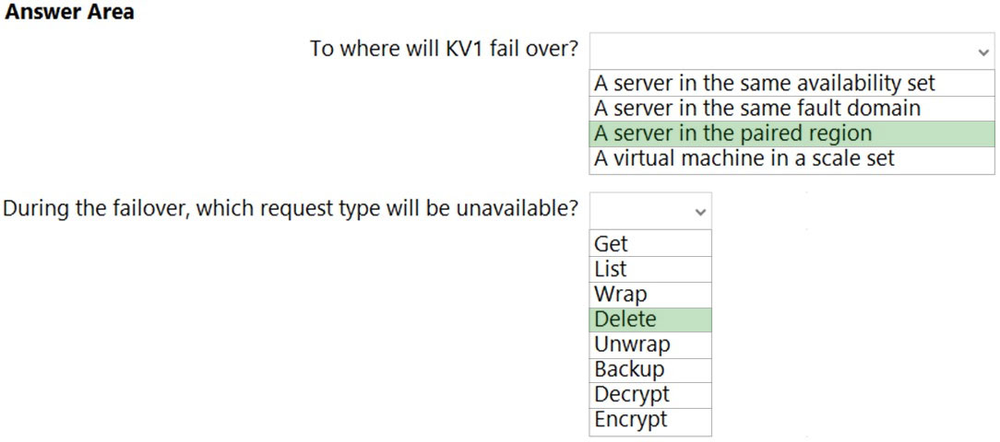 Answer Area
To where will KV1 fail over?
A server in the same availability set
A server in the same fault domain
A server in the paired region
A virtual machine in a scale set
During the failover, which request type will be unavailable?
Get
List
Wrap
Delete
Unwrap
Backup
Decrypt
Encrypt